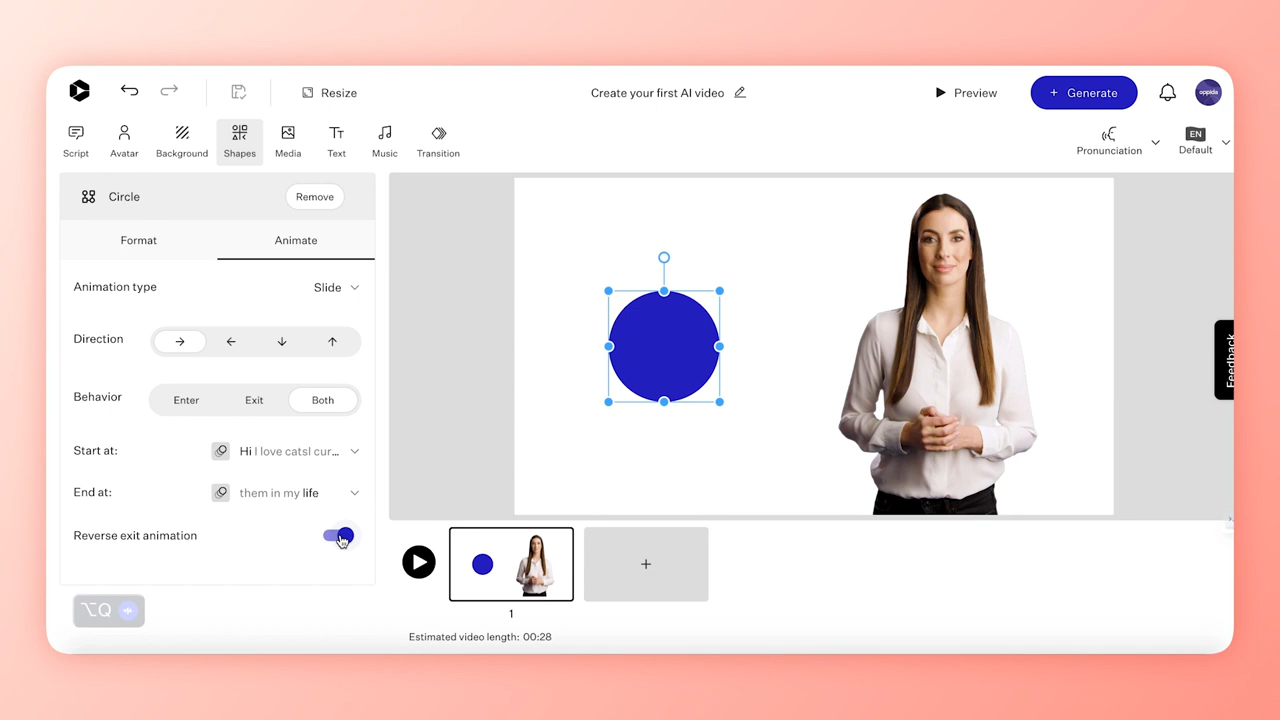 Resize
Create your first AI video
Preview
+ Generate
oppida
Script
Avatar
Background
Shapes
Media
Text
Music
Transition
Pronunciation
EN
Default
Circle
Remove
Format
Animate
Animation type
Slide
Direction
Behavior
Enter
Exit
Both
Start at:
Hi I love catsI cur...
End at:
them in my life
Reverse exit animation
⌥Q
Feedback
1
Estimated video length: 00:28